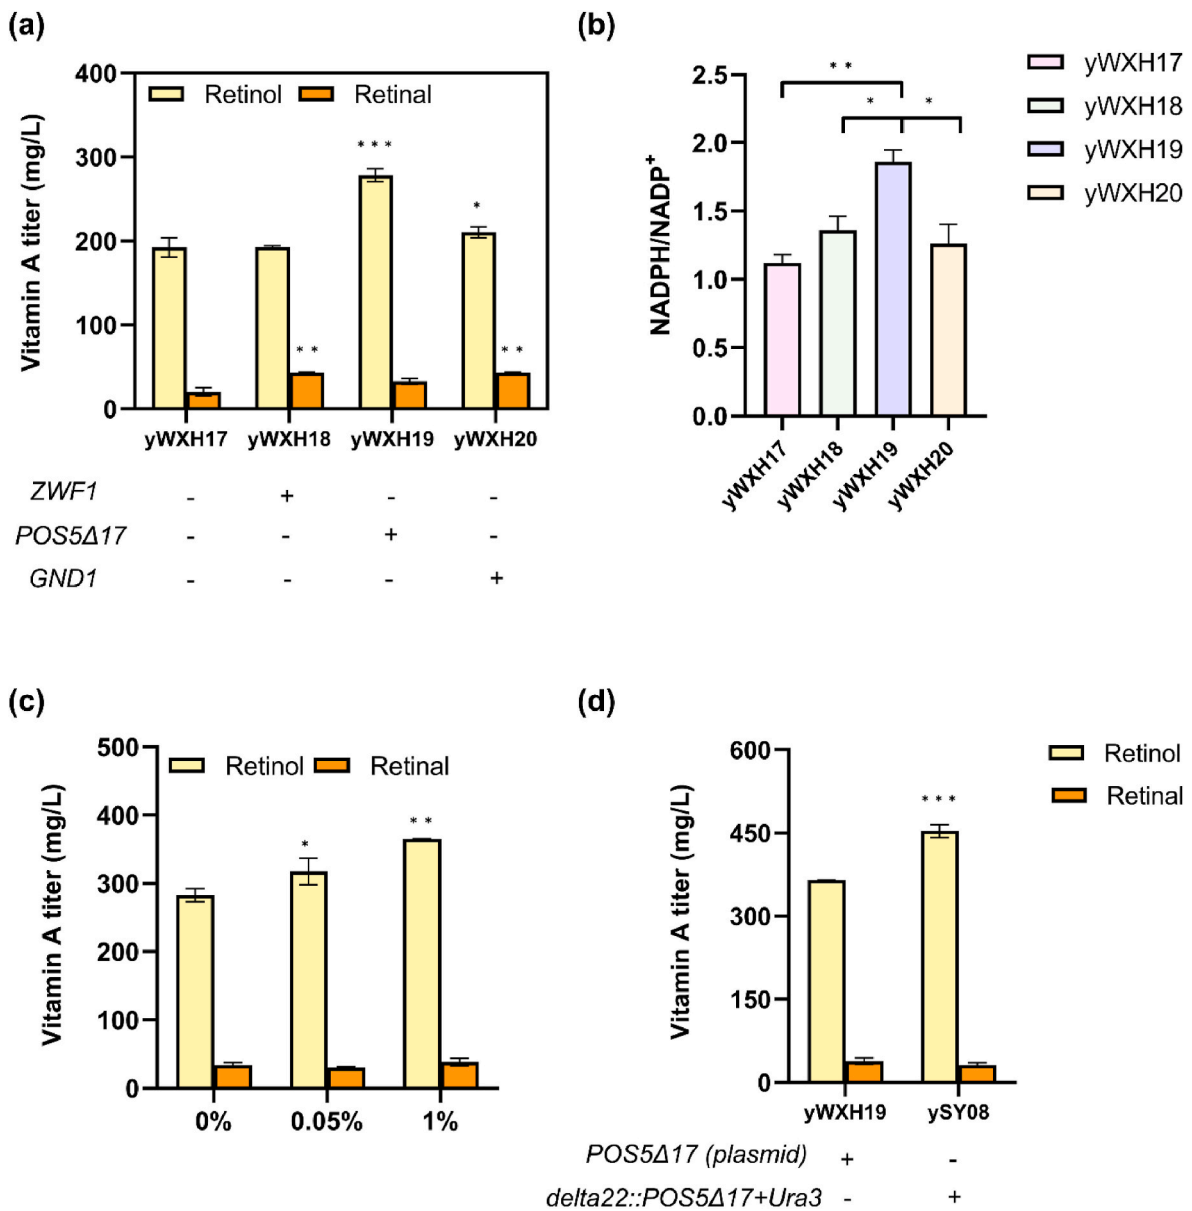 (a)
Vitamin A titer (mg/L)
400
300
200
100
0
Retinol Retinal
* * *
*
* *
* *
yWXH17 yWXH18 yWXH19 yWXH20
ZWF1 - + - -
POS5Δ17 - - + -
GND1 - - - +
(b)
NADPH/NADP+
2.5
2.0
1.5
1.0
0.5
0.0
* *
* *
yWXH17 yWXH18 yWXH19 yWXH20
yWXH17
yWXH18
yWXH19
yWXH20
(c)
Vitamin A titer (mg/L)
500
400
300
200
100
0
Retinol Retinal
* *
*
0% 0.05% 1%
(d)
Vitamin A titer (mg/L)
600
450
300
150
0
* * *
Retinol
Retinal
yWXH19 ySY08
POS5Δ17 (plasmid) + -
delta22::POS5Δ17+Ura3 - +